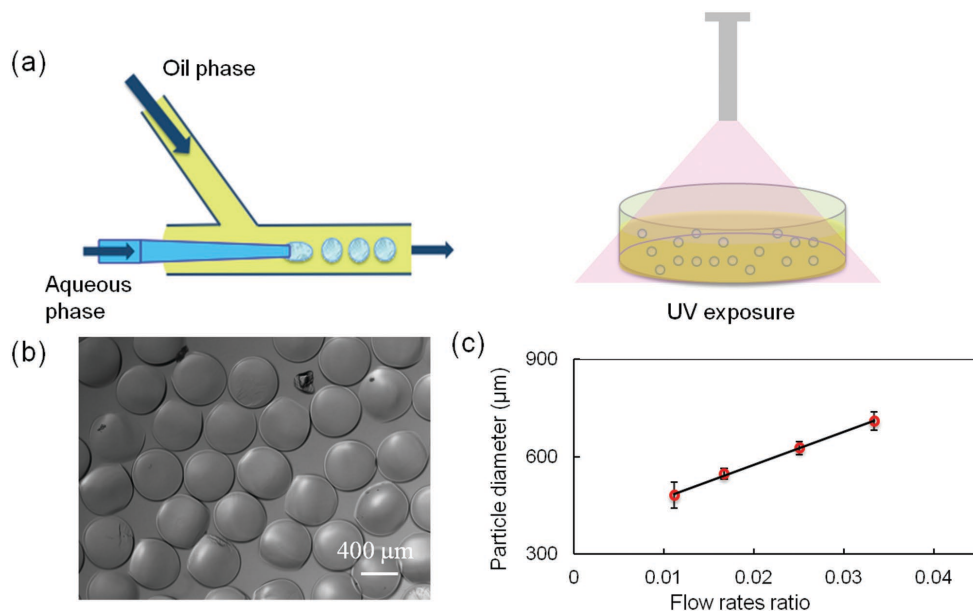 (a)
Oil phase
Aqueous
phase
UV exposure
(b)
400 μm
(c)
Particle diameter (μm)
900
600
300
0
0.01
0.02
0.03
0.04
Flow rates ratio